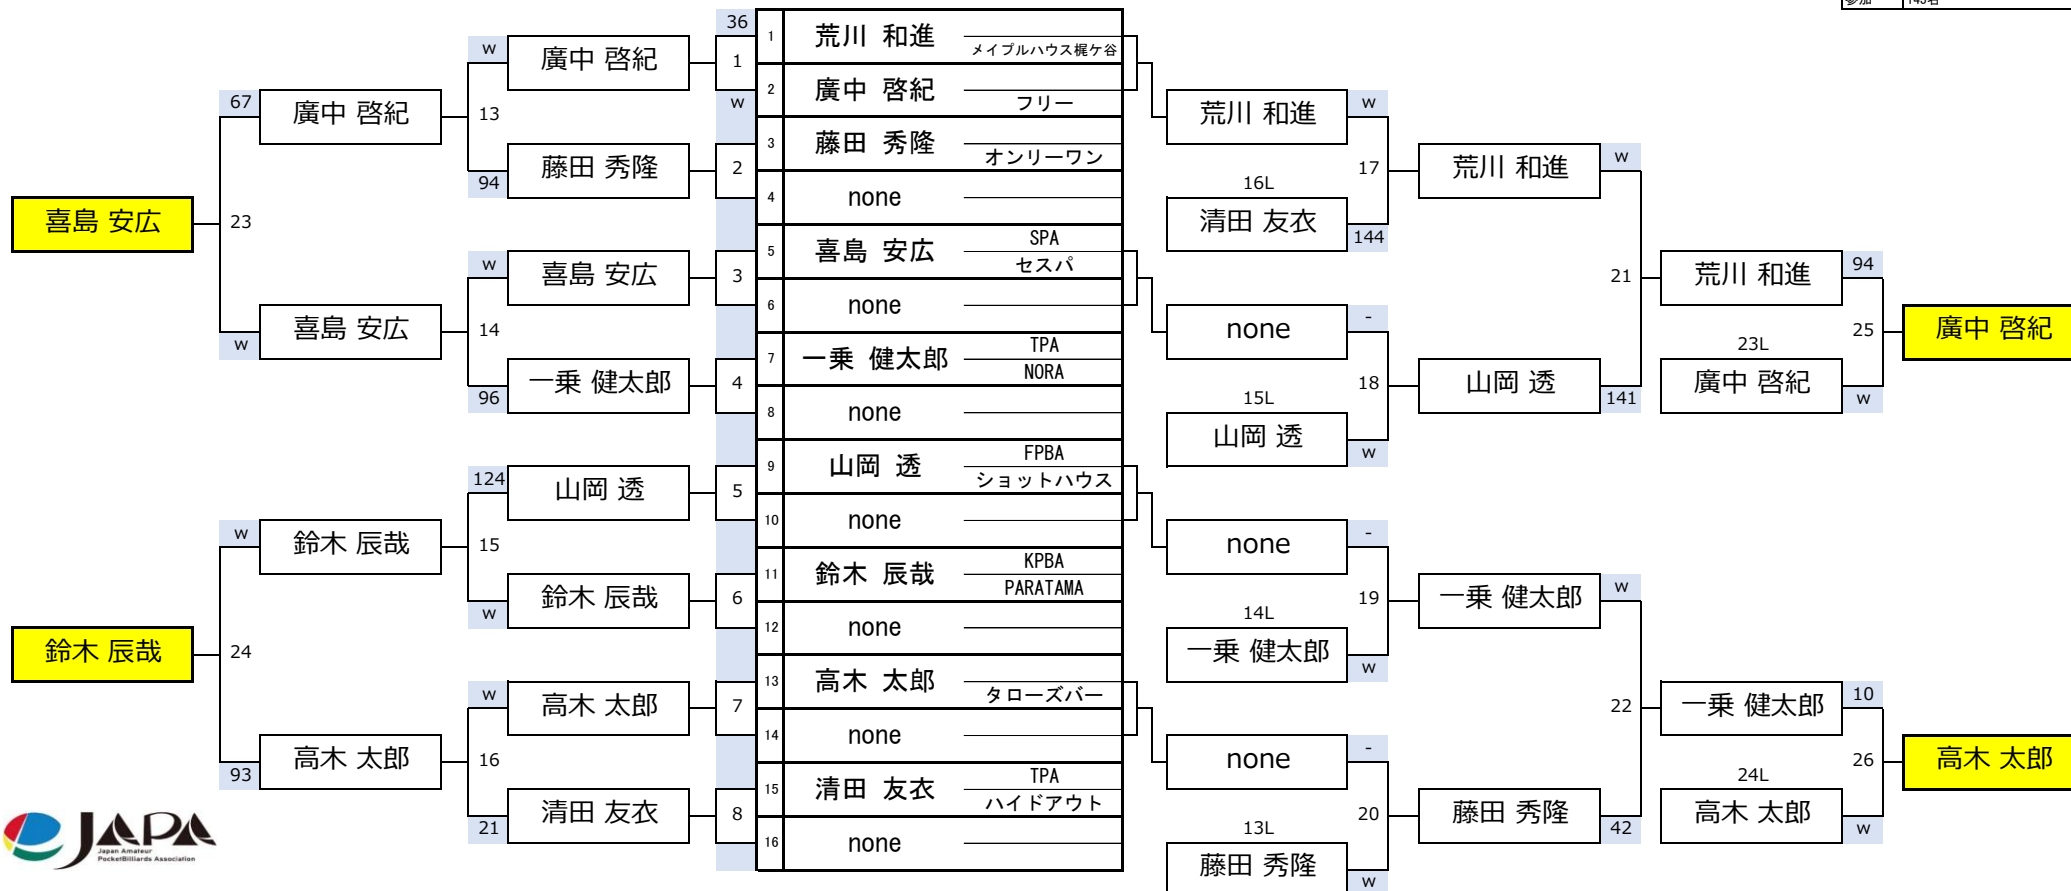 参加 143名
36
1 荒川 和進 メイプルハウス梶ケ谷
w 廣中 啓紀 1
2 廣中 啓紀 フリー
67 廣中 啓紀 13 w 荒川 和進 w
3 藤田 秀隆 オンリーワン
94 藤田 秀隆 2 16L 17 荒川 和進 w
4 none
喜島 安広 23 清田 友衣 144
5 喜島 安広 SPA セスパ
w 喜島 安広 3 21 荒川 和進 94
6 none
w 喜島 安広 14 none - 23L 25 廣中 啓紀
7 一乗 健太郎 TPA NORA
96 一乗 健太郎 4 15L 18 山岡 透 141 廣中 啓紀 w
8 none
山岡 透 w
9 山岡 透 FPBA ショットハウス
124 山岡 透 5
10 none
w 鈴木 辰哉 15 none -
11 鈴木 辰哉 KPBA PARATAMA
w 鈴木 辰哉 6 14L 19 一乗 健太郎 w
12 none
鈴木 辰哉 24 一乗 健太郎 w
13 高木 太郎 タローズバー
w 高木 太郎 7 22 一乗 健太郎 10
14 none
93 高木 太郎 16 none - 24L 26 高木 太郎
15 清田 友衣 TPA ハイドアウト
21 清田 友衣 8 13L 20 藤田 秀隆 42 高木 太郎 w
16 none
藤田 秀隆 w
JAPA
Japan Amateur
PocketBilliards Association